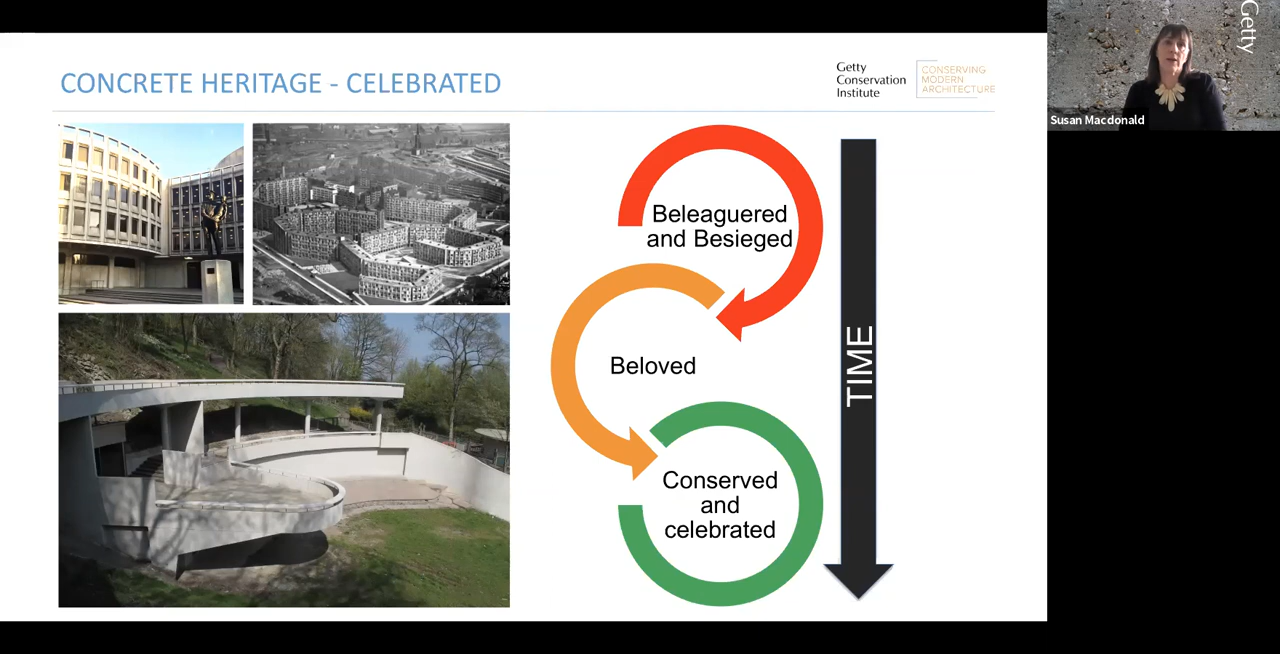 CONCRETE HERITAGE - CELEBRATED
Getty
Conservation
Institute
CONSERVING
MODERN
ARCHITECTURE
Beleaguered
and Besieged
Beloved
Conserved
and
celebrated
TIME
Getty
Susan Macdonald